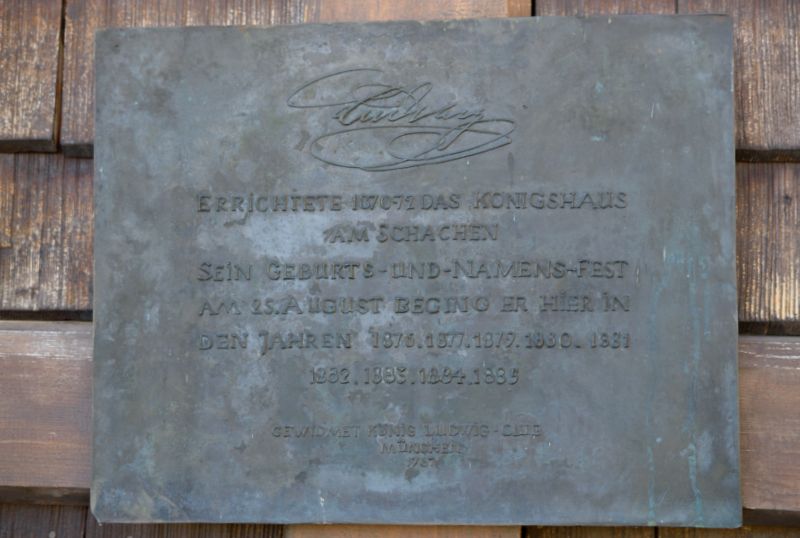 Ludwig
ERRICHTETE 1870-72 DAS KÖNIGSHAUS
AM SCHACHEN
SEIN GEBURTS-UND-NAMENS-FEST
AM 25. AUGUST BEGING ER HIER IN
DEN JAHREN 1876.1877.1879.1880.1881
1882.1883.1884.1885
GEWIDMET KÖNIG LUDWIG-CLUB
MÜNCHEN